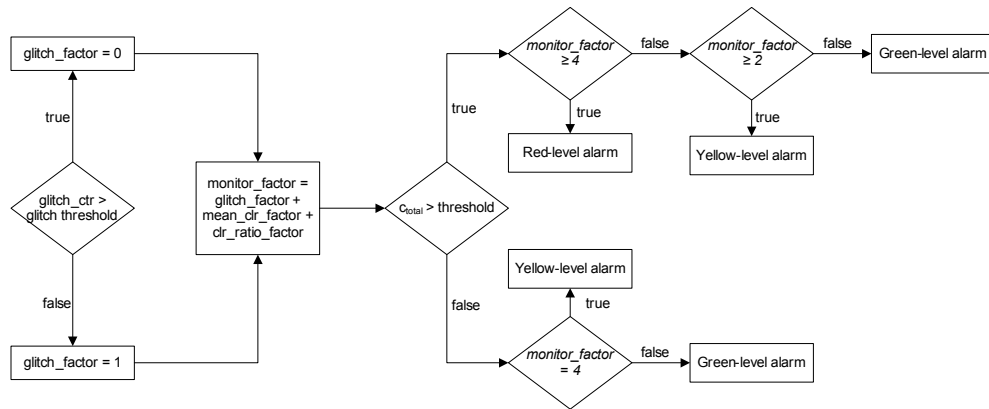 glitch_factor = 0
true
glitch_ctr >
glitch threshold
false
glitch_factor = 1
monitor_factor =
glitch_factor +
mean_clr_factor +
clr_ratio_factor
c_total > threshold
true
monitor_factor
≥ 4
false
true
Red-level alarm
monitor_factor
≥ 2
false
true
Yellow-level alarm
Green-level alarm
false
Yellow-level alarm
true
monitor_factor
= 4
false
Green-level alarm